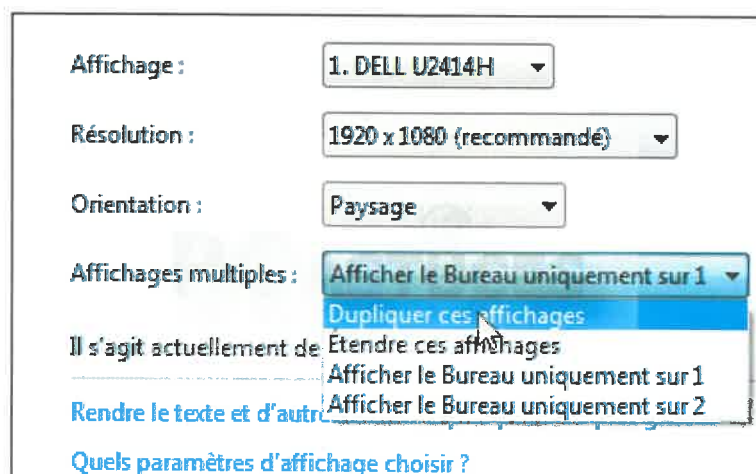 Affichage : 1. DELL U2414H
Résolution : 1920 x 1080 (recommandé)
Orientation : Paysage
Affichages multiples : Afficher le Bureau uniquement sur 1
Dupliquer ces affichages
Il s'agit actuellement de Étendre ces affichages
Afficher le Bureau uniquement sur 1
Rendre le texte et d'autr Afficher le Bureau uniquement sur 2
Quels paramètres d'affichage choisir ?